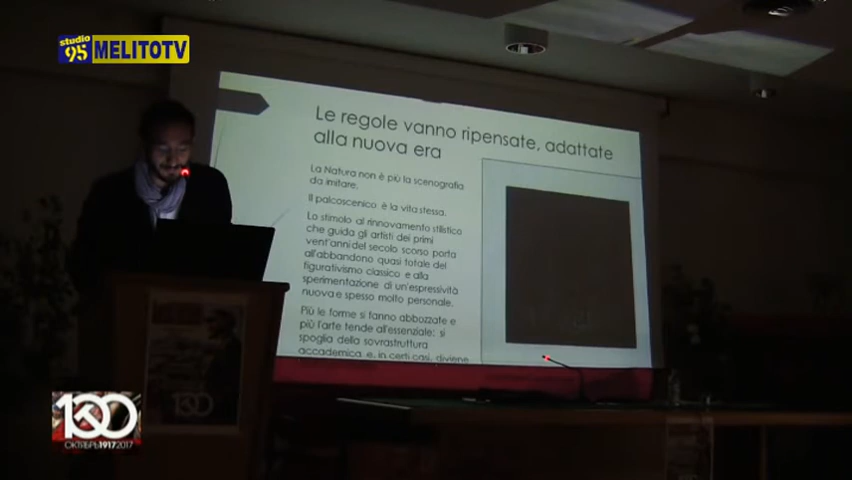 studio
95 MELITOTV
Le regole vanno ripensate, adattate
alla nuova era
La Natura non è più la scenografia
da imitare.
Il palcoscenico è la vita stessa.
Lo stimolo al rinnovamento stilistico
che guida gli artisti dei primi
vent'anni del secolo scorso porta
all'abbandono quasi totale del
figurativismo classico e alla
sperimentazione di un'espressività
nuova e spesso molto personale.
Più le forme si fanno abbozzate e
più l'arte tende all'essenziale: si
spoglia della sovrastruttura
accademica e, in certi casi, diviene
100
100
ОКТЯБРЬ1917 2017